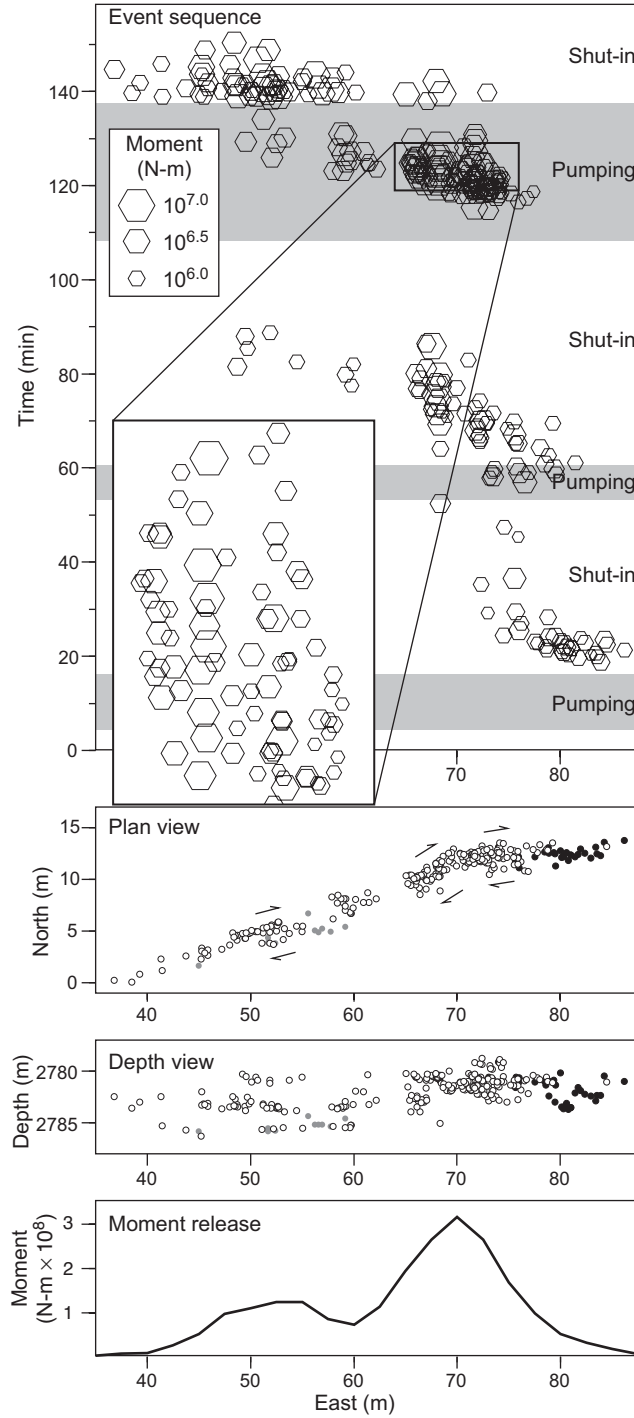 Event sequence
Shut-in
140
Moment
(N-m)
10^7.0
10^6.5
10^6.0
120
Pumping
100
Time (min)
Shut-in
80
60
Pumping
40
Shut-in
20
Pumping
0
70
80
Plan view
15
10
5
0
North (m)
40
50
60
70
80
Depth view
2780
2785
Depth (m)
40
50
60
70
80
Moment release
3
2
1
Moment
(N-m × 10^8)
40
50
60
70
80
East (m)